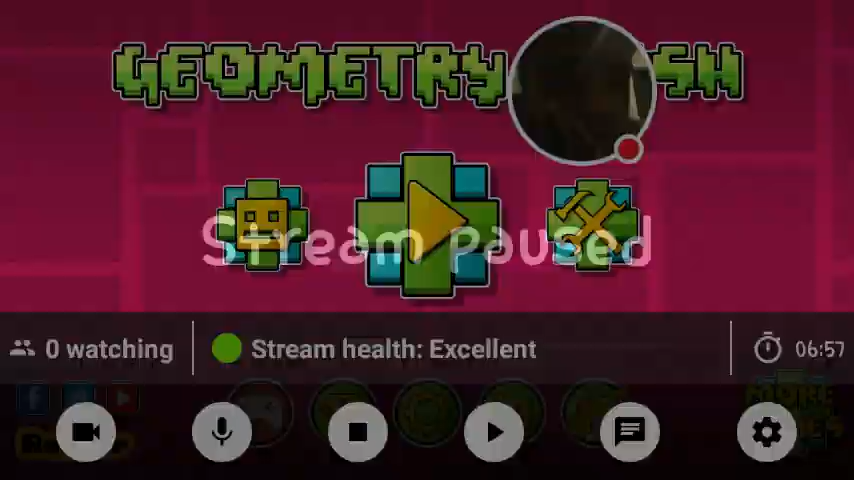 GEOMETRY  SH
Stream paused
0 watching
Stream health: Excellent
06:57